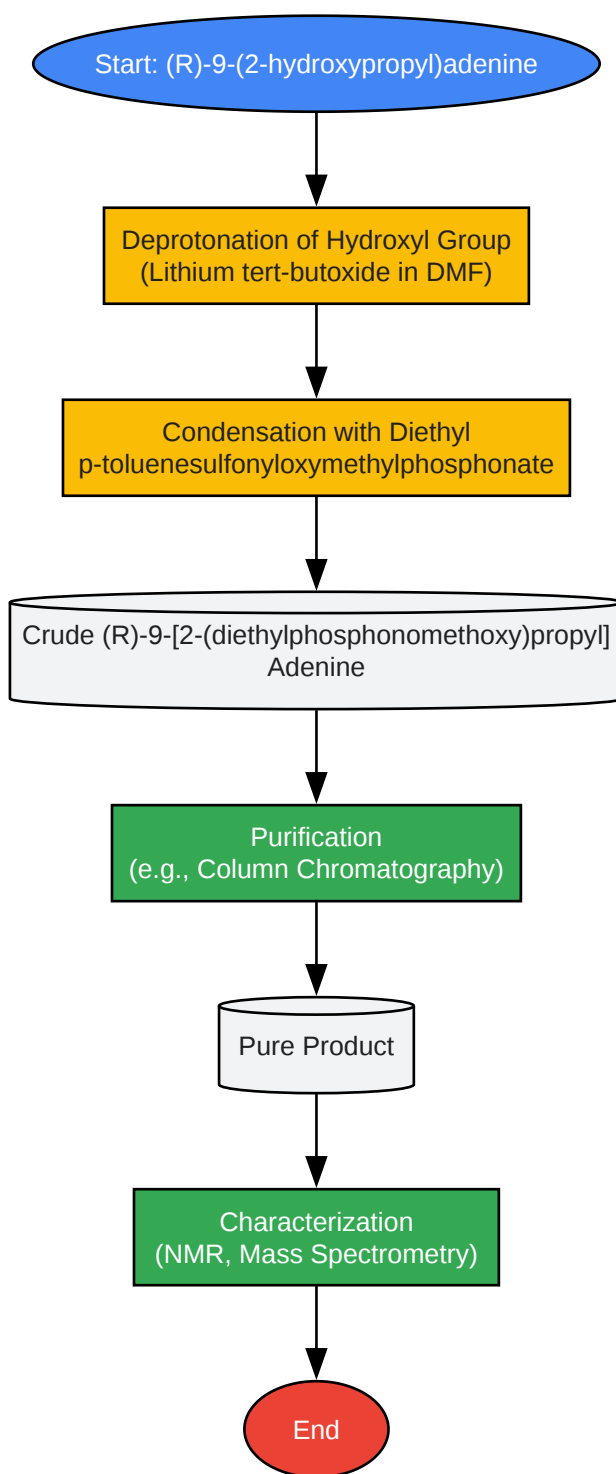 Start: (R)-9-(2-hydroxypropyl)adenine
Deprotonation of Hydroxyl Group
(Lithium tert-butoxide in DMF)
Condensation with Diethyl
p-toluenesulfonyloxymethylphosphonate
Crude (R)-9-[2-(diethylphosphonomethoxy)propyl]
Adenine
Purification
(e.g., Column Chromatography)
Pure Product
Characterization
(NMR, Mass Spectrometry)
End